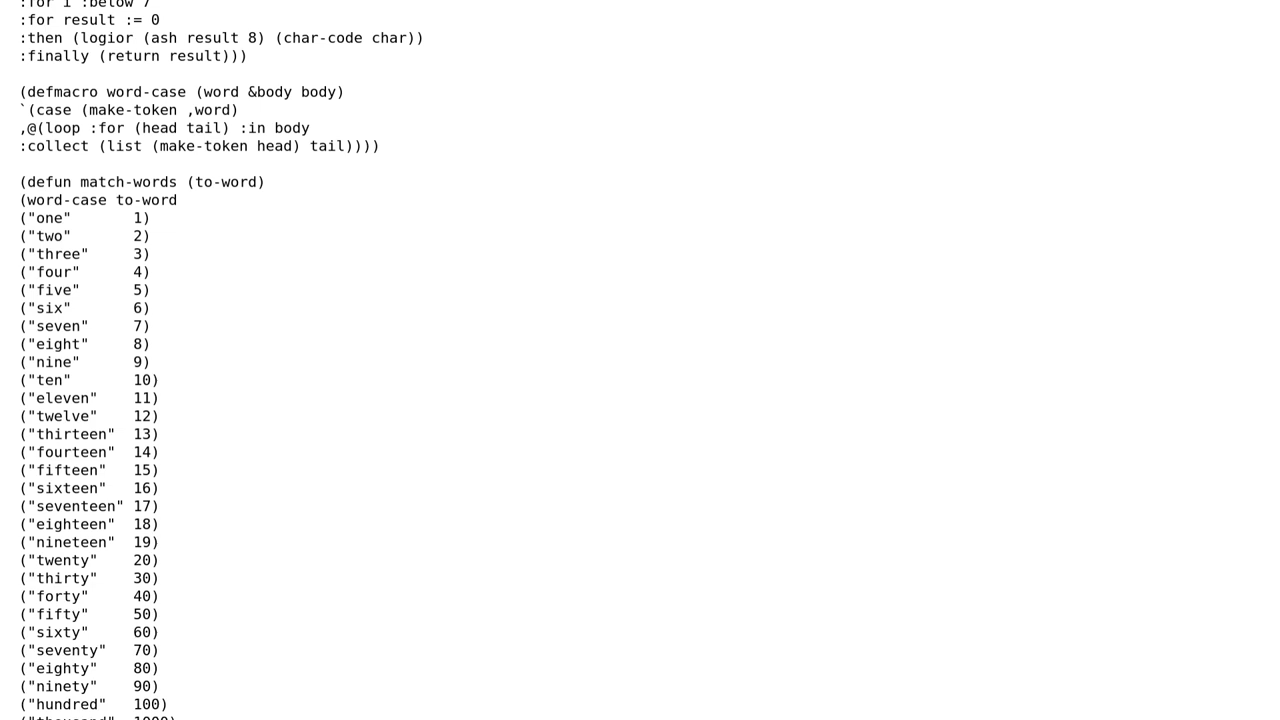 :for i :below 7
:for result := 0
:then (logior (ash result 8) (char-code char))
:finally (return result)))

(defmacro word-case (word &body body)
`(case (make-token ,word)
,@(loop :for (head tail) :in body
:collect (list (make-token head) tail))))

(defun match-words (to-word)
(word-case to-word
("one"       1)
("two"       2)
("three"     3)
("four"      4)
("five"      5)
("six"       6)
("seven"     7)
("eight"     8)
("nine"      9)
("ten"       10)
("eleven"    11)
("twelve"    12)
("thirteen"  13)
("fourteen"  14)
("fifteen"   15)
("sixteen"   16)
("seventeen" 17)
("eighteen"  18)
("nineteen"  19)
("twenty"    20)
("thirty"    30)
("forty"     40)
("fifty"     50)
("sixty"     60)
("seventy"   70)
("eighty"    80)
("ninety"    90)
("hundred"   100)
("thousand"  1000)